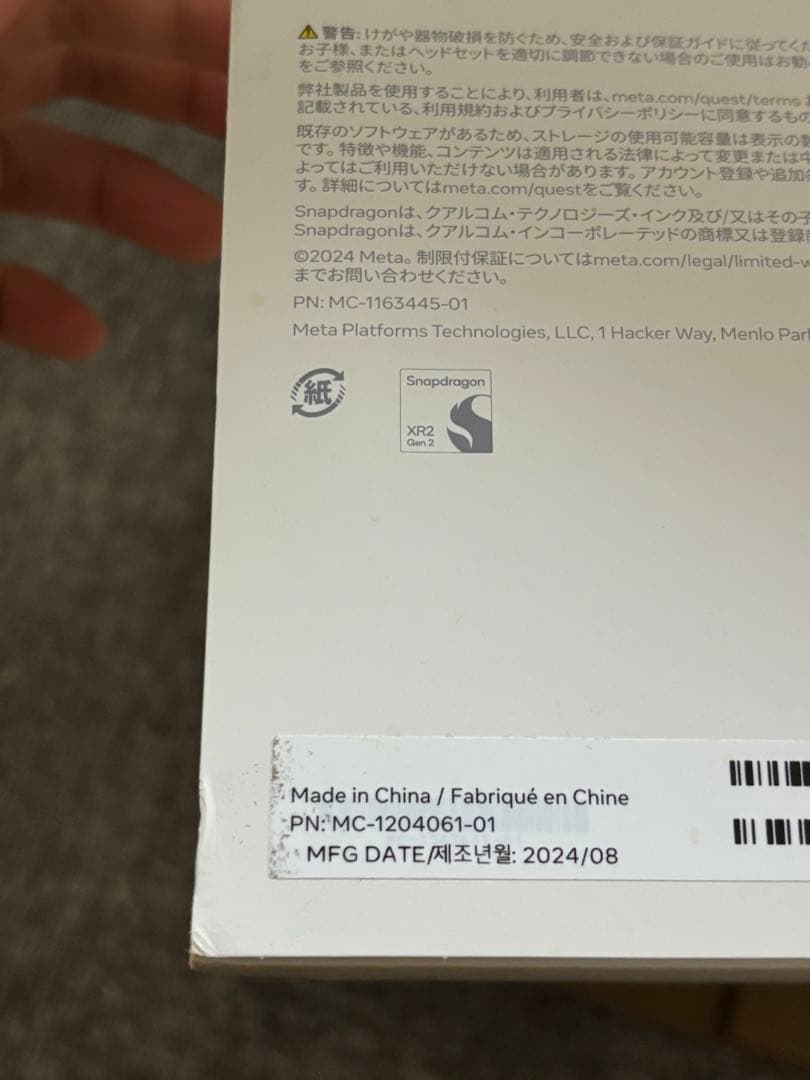 警告: けがや器物破損を防ぐため、安全および保証ガイドに従ってくだ
お子様、またはヘッドセットを適切に調節できない場合のご使用はお勧
をご参照ください。
弊社製品を使用することにより、利用者は、meta.com/quest/terms
記載されている、利用規約およびプライバシーポリシーに同意するもの
既存のソフトウェアがあるため、ストレージの使用可能容量は表示の
です。特徴や機能、コンテンツは適用される法律によって変更または
よってはご利用いただけない場合があります。アカウント登録や追加
す。詳細についてはmeta.com/questをご覧ください。
Snapdragonは、クアルコム・テクノロジーズ・インク及び/又はその子
Snapdragonは、クアルコム・インコーポレーテッドの商標又は登録
©2024 Meta。制限付保証についてはmeta.com/legal/limited-w
までお問い合わせください。
PN: MC-1163445-01
Meta Platforms Technologies, LLC, 1 Hacker Way, Menlo Park
紙
Snapdragon
XR2
Gen 2
Made in China / Fabriqué en Chine
PN: MC-1204061-01
MFG DATE/제조년월: 2024/08